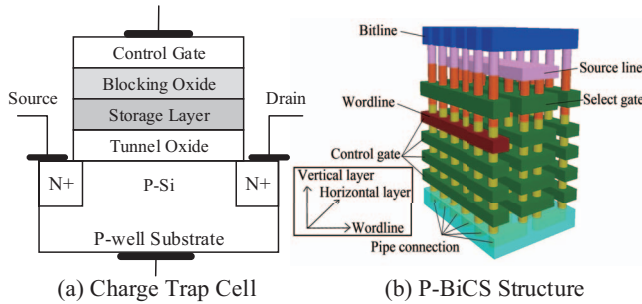 Control Gate
Blocking Oxide
Source
Storage Layer
Drain
Tunnel Oxide
N+
P-Si
N+
P-well Substrate
(a) Charge Trap Cell
Bitline
Source line
Wordline
Select gate
Control gate
Vertical layer
Horizontal layer
Wordline
Pipe connection
(b) P-BiCS Structure